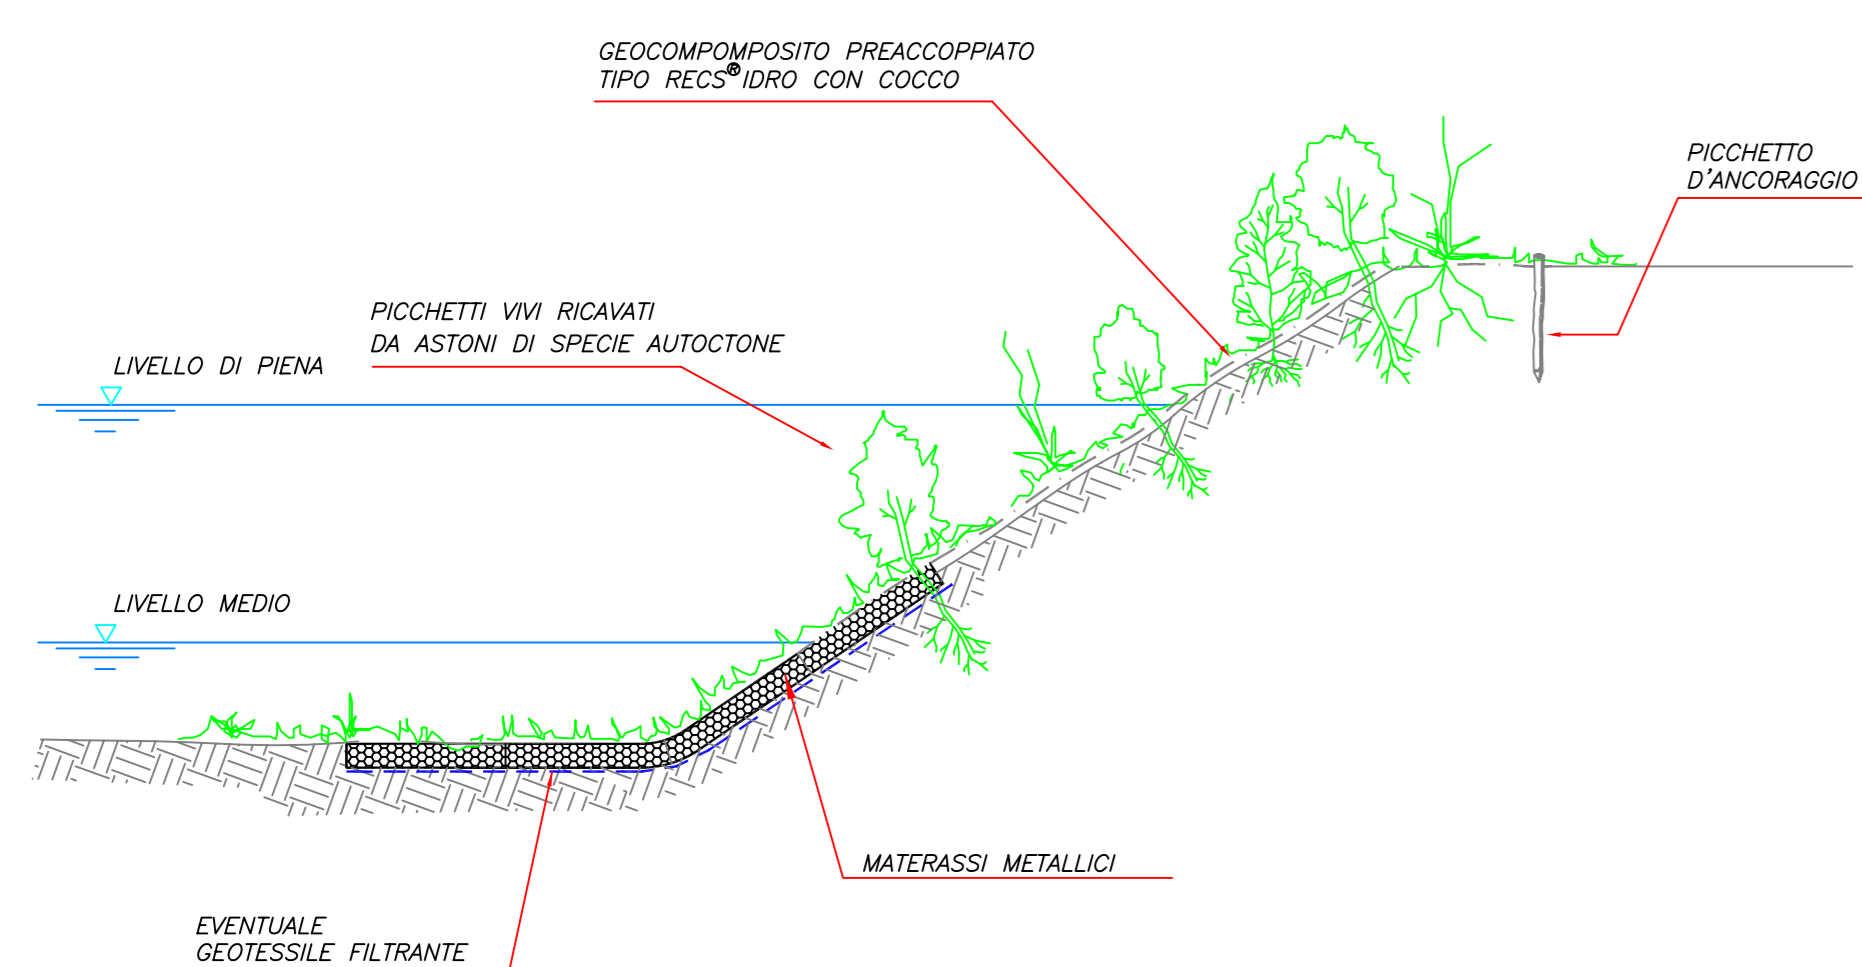 GEOCOMPOMPOSITO PREACCOPPIATO
TIPO RECS® IDRO CON COCCO
PICCHETTO
D'ANCORAGGIO
PICCHETTI VIVI RICAVATI
DA ASTONI DI SPECIE AUTOCTONE
LIVELLO DI PIENA
LIVELLO MEDIO
MATERASSI METALLICI
EVENTUALE
GEOTESSILE FILTRANTE